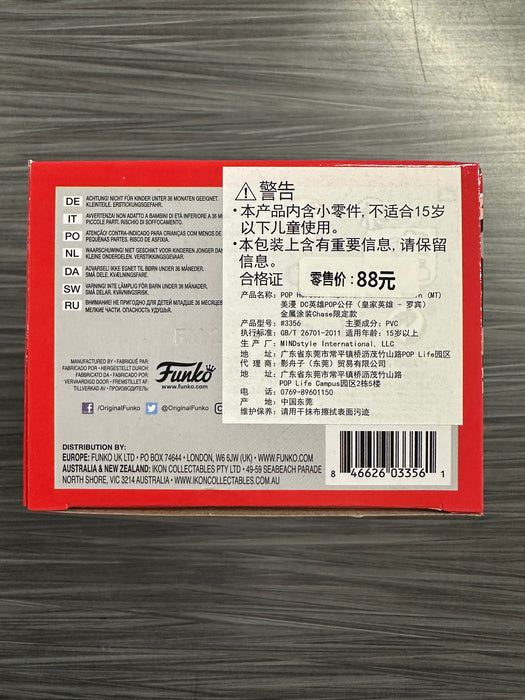 DE ACHTUNG! NICHT FÜR KINDER UNTER 36 MONATEN GEEIGNET.
KLEINTEILE. ERSTICKUNGSGEFAHR.
IT AVVERTENZA! NON ADATTO A BAMBINI DI ETÀ INFERIORE A 36 M
PICCOLE PARTI. RISCHIO DI SOFFOCAMENTO.
PO ATENÇÃO! CONTRA-INDICADO PARA CRIANÇAS COM MENOS DE
PEQUENAS PARTES. RISCO DE ASFIXIA.
NL WAARSCHUWING! NIET GESCHIKT VOOR KINDEREN JONGER DAN
KLEINE ONDERDELEN. VERSTIKKINGSGEVAAR.
DA ADVARSEL! IKKE EGNET TIL BØRN UNDER 36 MÅNEDER.
SMÅ DELE. KVÆLNINGSFARE.
SW VARNING! INTE LÄMPLIG FÖR BARN UNDER 36 MÅNADER.
SMÅ DELAR. KVÄVNINGSRISK.
RU ВНИМАНИЕ! НЕ ПРИГОДНО ДЛЯ ДЕТЕЙ МЛАДШЕ 36 МЕСЯЦЕВ
МЕЛКИЕ ДЕТАЛИ. ОПАСНОСТЬ УДУШЬЯ.
MANUFACTURED BY • FABRIQUÉ PAR:
FABRICADO POR • HERGESTELLT DURCH:
FABBRICATO DA • FABRICADO POR:
VERVAARDIGD DOOR • FREMSTILLET AF:
TILLVERKAD AV • ПРОИЗВОДИТЕЛЬ:
Funko
www.funko.com
/OriginalFunko
@OriginalFunko
DISTRIBUTED BY:
EUROPE: FUNKO UK LTD • PO BOX 74644 • LONDON, W6 6JW (UK) • WWW.FUNKO.COM
AUSTRALIA & NEW ZEALAND: IKON COLLECTABLES PTY LTD • 49-59 SEABEACH PARADE
NORTH SHORE, VIC 3214 AUSTRALIA • WWW.IKONCOLLECTABLES.COM.AU
警告
·本产品内含小零件, 不适合15岁
以下儿童使用。
·本包装上含有重要信息, 请保留
信息。
合格证
零售价: 88元
产品名称: POP (MT)
美漫 DC英雄POP公仔 (皇家英雄 - 罗宾)
金属涂装Chase限定款
产品型号: #3356 主要成分: PVC
执行标准: GB/T 26701-2011 适用年龄: 15岁以上
生产厂: MINDstyle International, LLC
地址: 广东省东莞市常平镇桥沥茂竹山路POP Life园区
代理商: 影舟子 (东莞) 贸易有限公司
地址: 广东省东莞市常平镇桥沥茂竹山路
POP Life Campus园区2栋5楼
电话: 0769-89601150
产地: 中国东莞
维护保养: 请用干抹布擦拭表面污迹
8 46626 03356 1